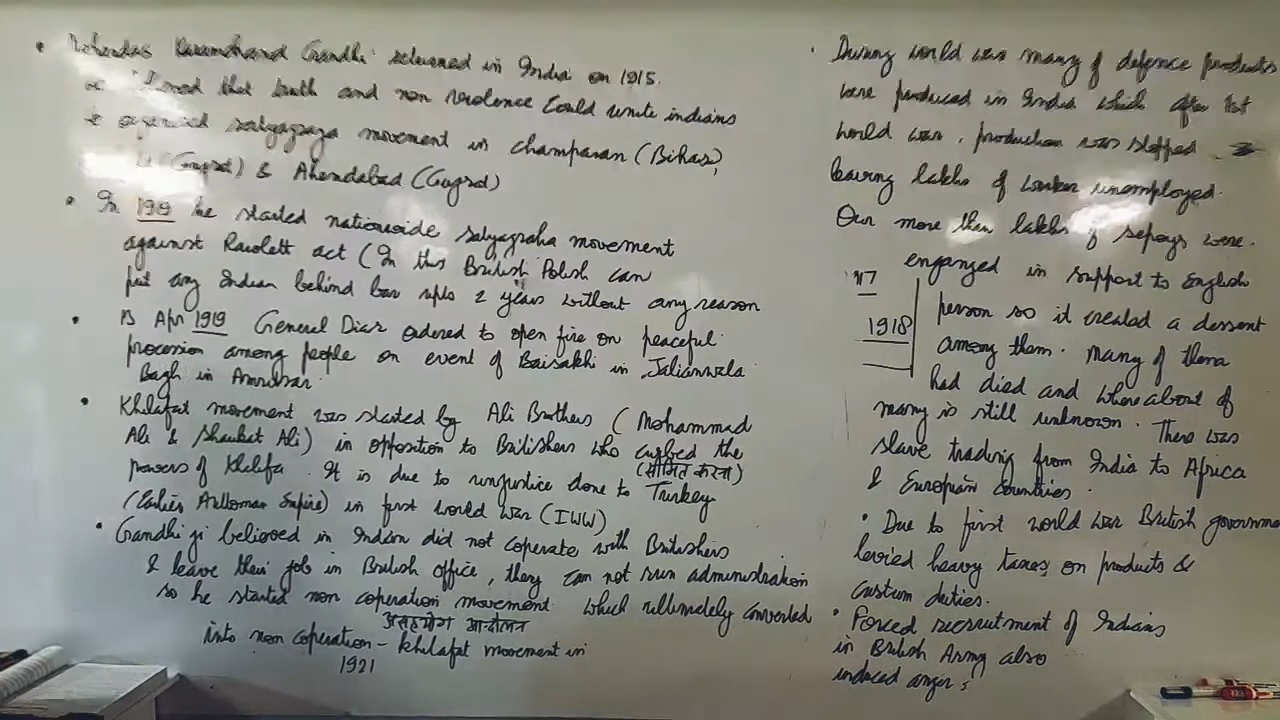 • Mohendas Karamchand Gandhi returned in India on 1915.
that truth and non violence could unite indians
organised satyagraga movement in champaran (Bihar),
(Gujrat) & Ahemdabad (Gujrat)
• In 1919 he started nationwide satyagraha movement
against Rawlett act (In this British Polish can
put any Indian behind bar upto 2 years without any reason
• 13 Apr 1919 General Diar ordered to open fire on peaceful
procession among people on event of Baisakhi in Jalianwala
Bagh in Amritsar.
• Khilafat movement was started by Ali Brothers (Mohammad
Ali & Shaukat Ali) in opposition to Britishers who curbed the
(सीमित करना)
powers of Khilifa. It is due to unjustice done to Turkey
(Earlier Auttoman Empire) in first world war (IWW)
• Gandhi ji believed in Indian did not coperate with Britishers
& leave their job in British office, they can not run administration
so he started non coperation movement which ultimately converted
असहयोग आन्दोलन
into non coperation - khilafat movement in
1921
• During world war many of defence products
were produced in India which after 1st
world war, production was stopped
leaving lakhs of worker unemployed.
Our more than lakhs of sepoys were
engaged in support to English
1918
person so it created a dessent
among them. Many of them
had died and whereabout of
many is still unknown. There was
slave trading from India to Africa
& European countries.
• Due to first world war British governme
levied heavy taxes on products &
custum duties.
• Forced recruitment of Indians
in British Army also
induced anger